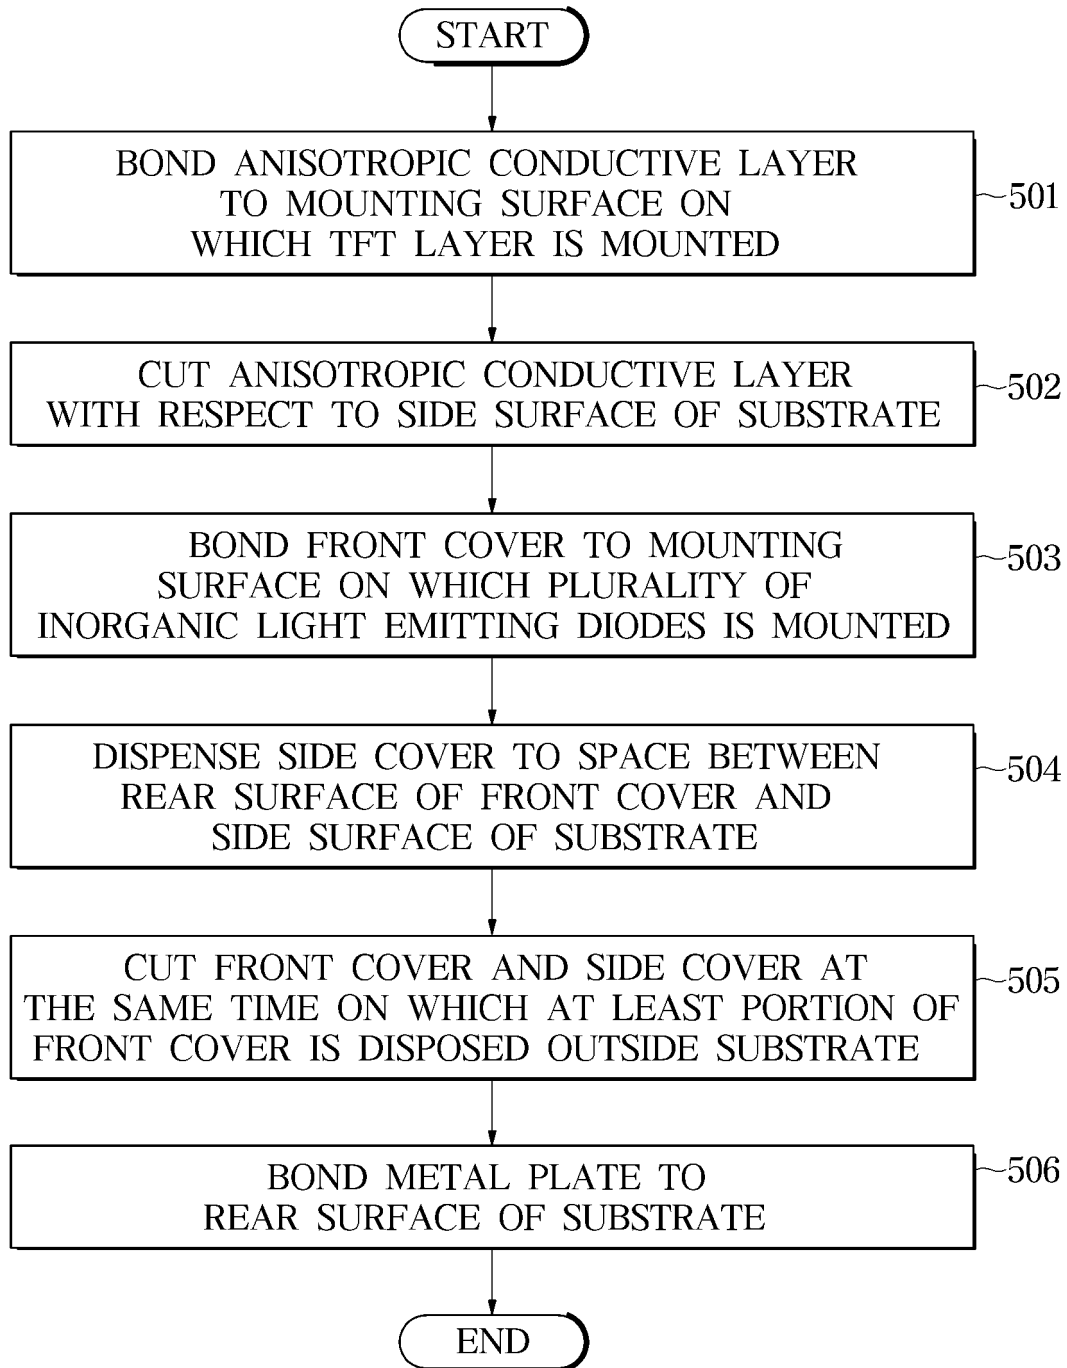 START
BOND ANISOTROPIC CONDUCTIVE LAYER
TO MOUNTING SURFACE ON
WHICH TFT LAYER IS MOUNTED
501
CUT ANISOTROPIC CONDUCTIVE LAYER
WITH RESPECT TO SIDE SURFACE OF SUBSTRATE
502
BOND FRONT COVER TO MOUNTING
SURFACE ON WHICH PLURALITY OF
INORGANIC LIGHT EMITTING DIODES IS MOUNTED
503
DISPENSE SIDE COVER TO SPACE BETWEEN
REAR SURFACE OF FRONT COVER AND
SIDE SURFACE OF SUBSTRATE
504
CUT FRONT COVER AND SIDE COVER AT
THE SAME TIME ON WHICH AT LEAST PORTION OF
FRONT COVER IS DISPOSED OUTSIDE SUBSTRATE
505
BOND METAL PLATE TO
REAR SURFACE OF SUBSTRATE
506
END